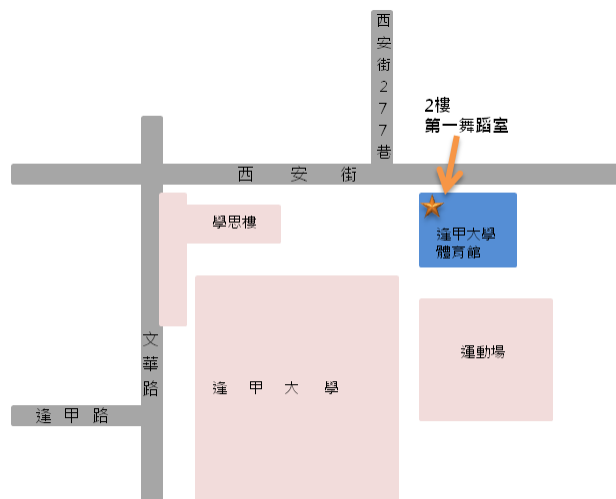 西安街277巷
2樓
第一舞蹈室
西安街
學思樓
逢甲大學
體育館
文華路
運動場
逢甲大學
逢甲路